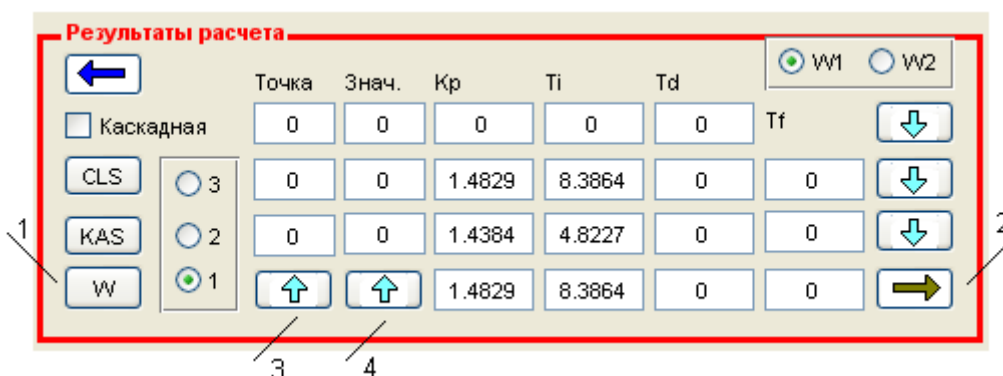 Результаты расчета
W1 W2
Точка Знач. Kp Ti Td
Каскадная 0 0 0 0 0 Tf
CLS 3 0 0 1.4829 8.3864 0 0
1 KAS 2 0 0 1.4384 4.8227 0 0 2
W 1 1.4829 8.3864 0 0
3 4